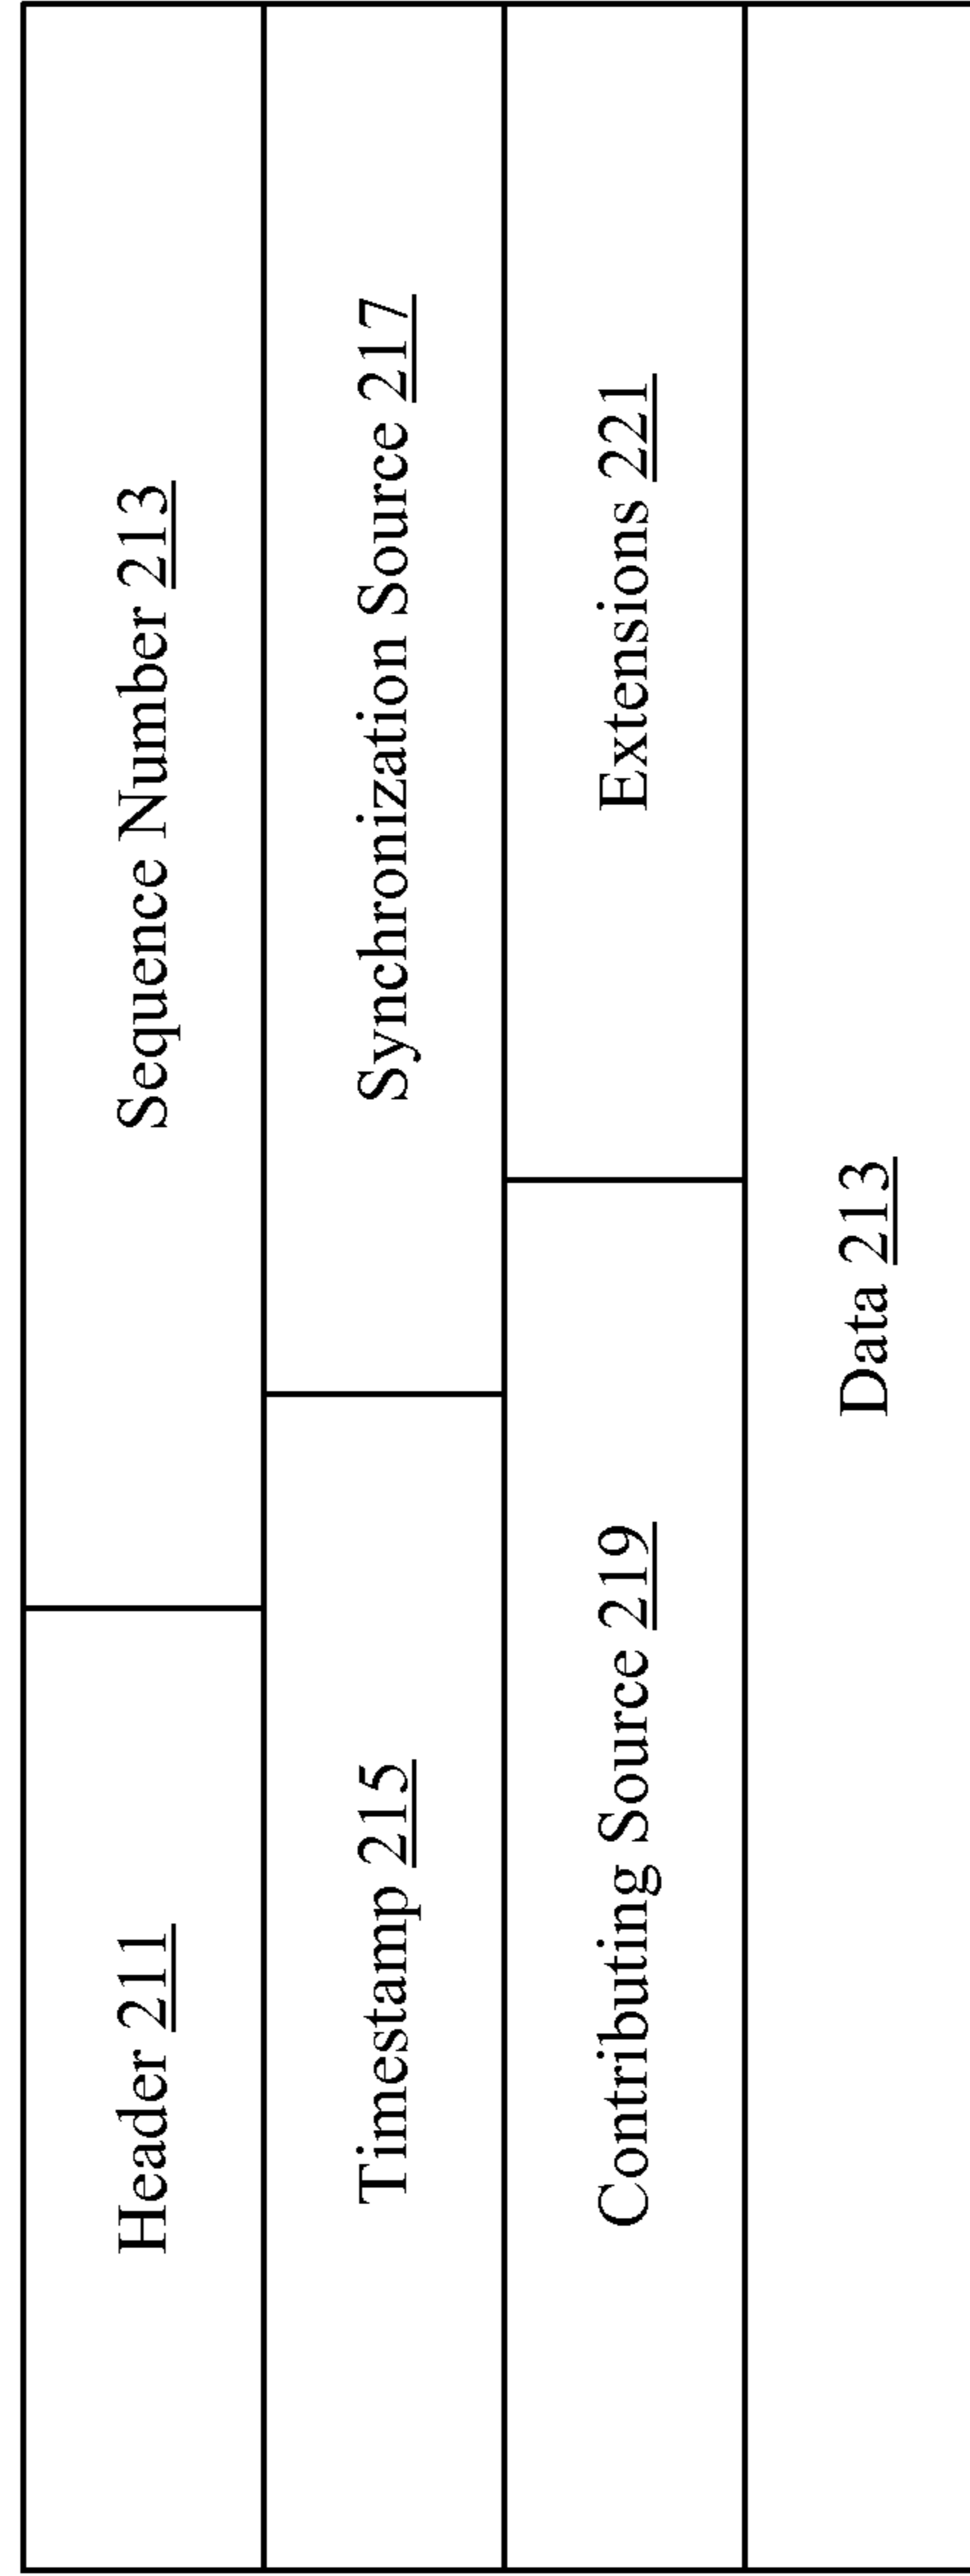 Header 211
Sequence Number 213
Timestamp 215
Synchronization Source 217
Contributing Source 219
Extensions 221
Data 213